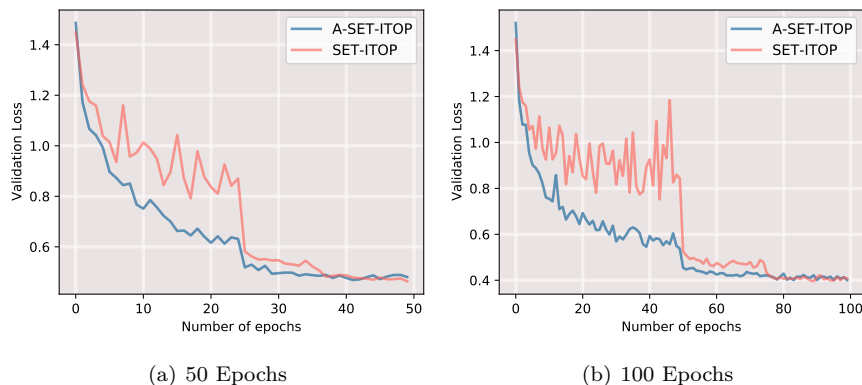 1.4
1.2
1.0
0.8
0.6
Validation Loss
0 10 20 30 40 50
Number of epochs
A-SET-ITOP
SET-ITOP
(a) 50 Epochs
1.4
1.2
1.0
0.8
0.6
0.4
Validation Loss
0 20 40 60 80 100
Number of epochs
A-SET-ITOP
SET-ITOP
(b) 100 Epochs